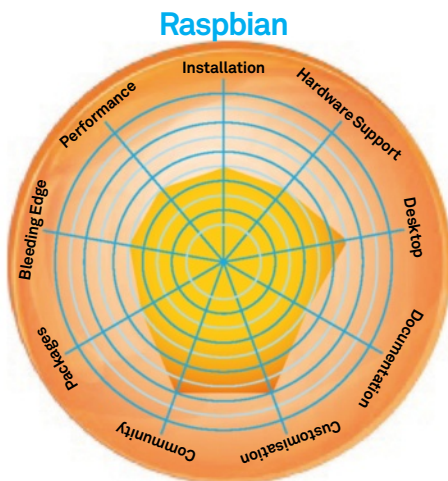 Raspbian
Installation
Hardware Support
Desktop
Documentation
Customisation
Community
Packages
Bleeding Edge
Performance